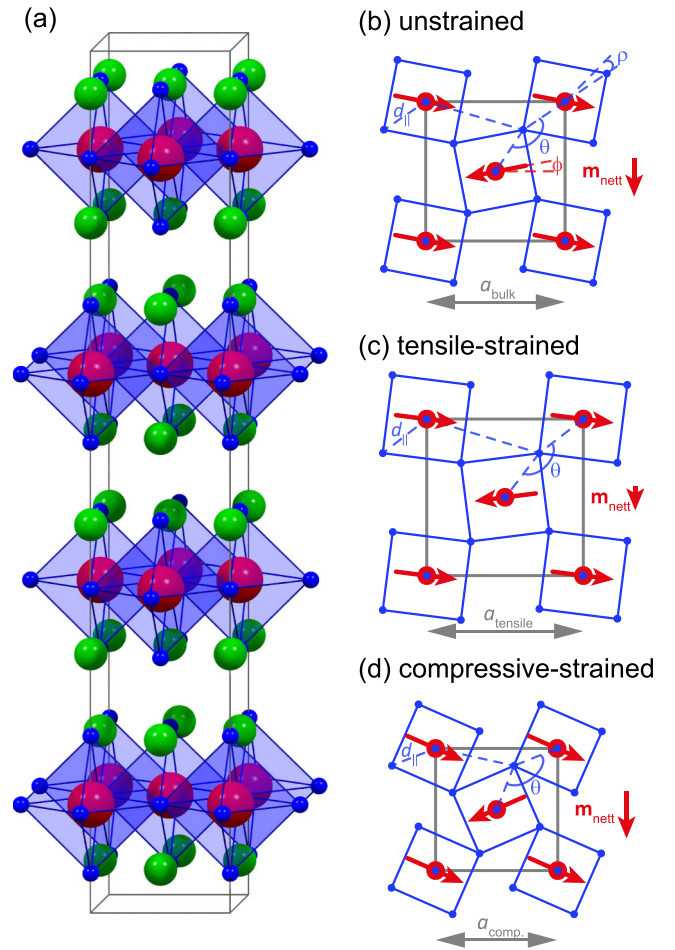 (a)
(b) unstrained
ρ
d||
θ
ϕ
m_nett
a_bulk
(c) tensile-strained
d||
θ
m_nett
a_tensile
(d) compressive-strained
d||
θ
m_nett
a_comp.